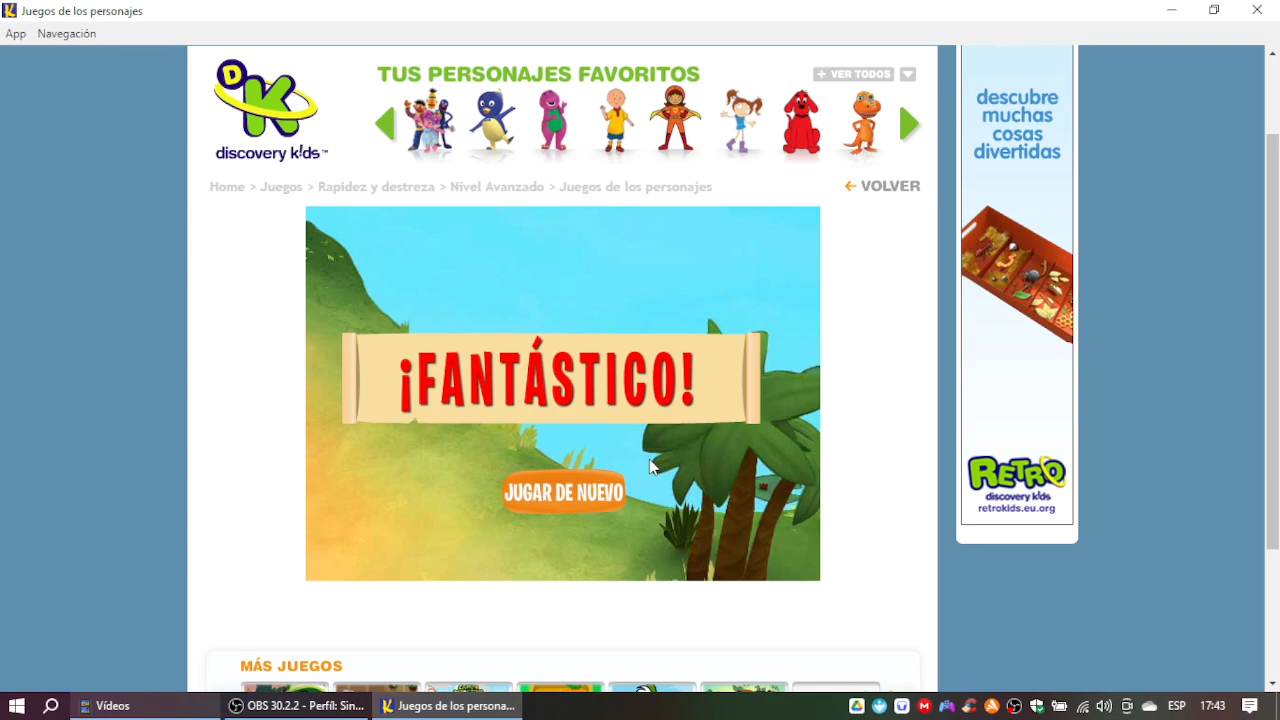 Juegos de los personajes
App Navegación
D K
discovery k:ds™
TUS PERSONAJES FAVORITOS
+ VER TODOS
Home > Juegos > Rapidez y destreza > Nivel Avanzado > Juegos de los personajes
← VOLVER
¡FANTÁSTICO!
JUGAR DE NUEVO
descubre
muchas
cosas
divertidas
RETRO
discovery k:ds
retrokids.eu.org
MÁS JUEGOS
Vídeos
OBS 30.2.2 - Perfil: Sin...
Juegos de los persona...
ESP
17:43